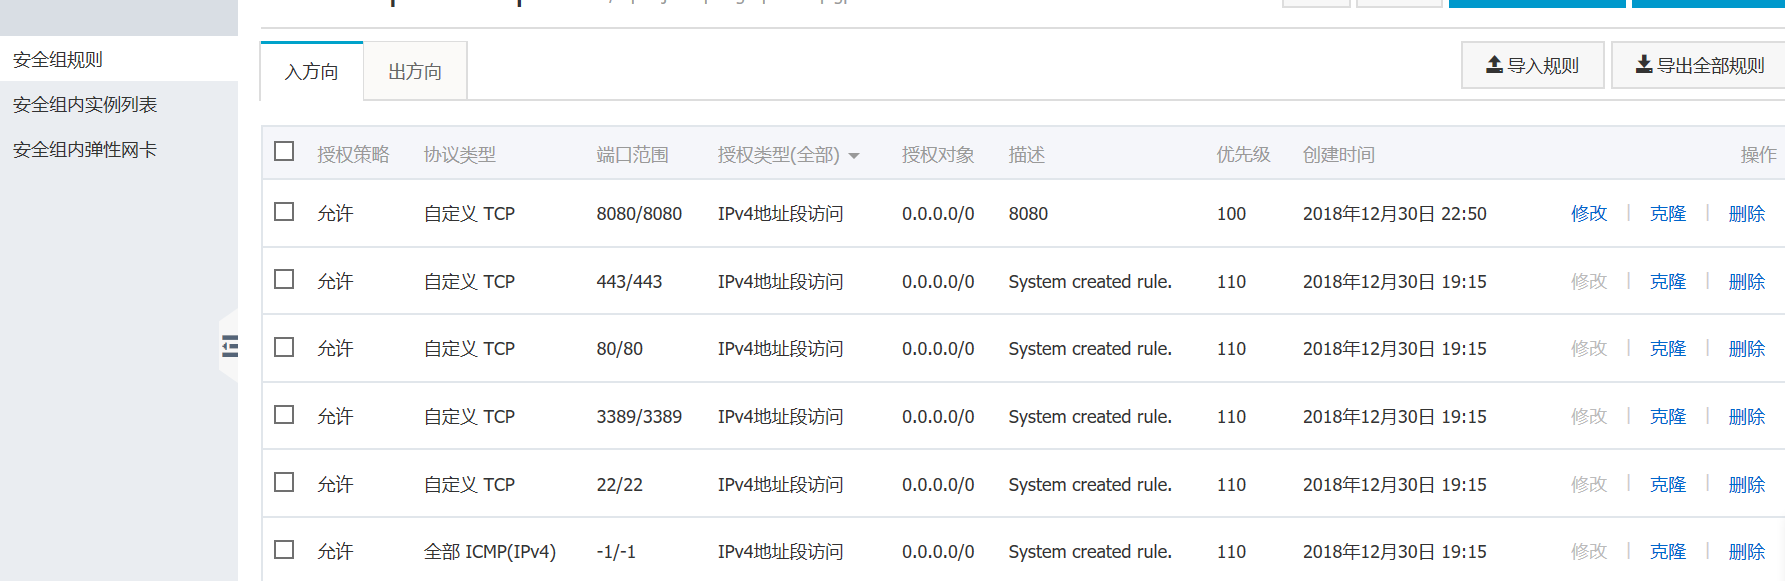 安全组规则
安全组内实例列表
安全组内弹性网卡
入方向 出方向
导入规则 导出全部规则
授权策略 协议类型 端口范围 授权类型(全部) 授权对象 描述 优先级 创建时间 操作
允许 自定义 TCP 8080/8080 IPv4地址段访问 0.0.0.0/0 8080 100 2018年12月30日 22:50 修改 | 克隆 | 删除
允许 自定义 TCP 443/443 IPv4地址段访问 0.0.0.0/0 System created rule. 110 2018年12月30日 19:15 修改 | 克隆 | 删除
允许 自定义 TCP 80/80 IPv4地址段访问 0.0.0.0/0 System created rule. 110 2018年12月30日 19:15 修改 | 克隆 | 删除
允许 自定义 TCP 3389/3389 IPv4地址段访问 0.0.0.0/0 System created rule. 110 2018年12月30日 19:15 修改 | 克隆 | 删除
允许 自定义 TCP 22/22 IPv4地址段访问 0.0.0.0/0 System created rule. 110 2018年12月30日 19:15 修改 | 克隆 | 删除
允许 全部 ICMP(IPv4) -1/-1 IPv4地址段访问 0.0.0.0/0 System created rule. 110 2018年12月30日 19:15 修改 | 克隆 | 删除